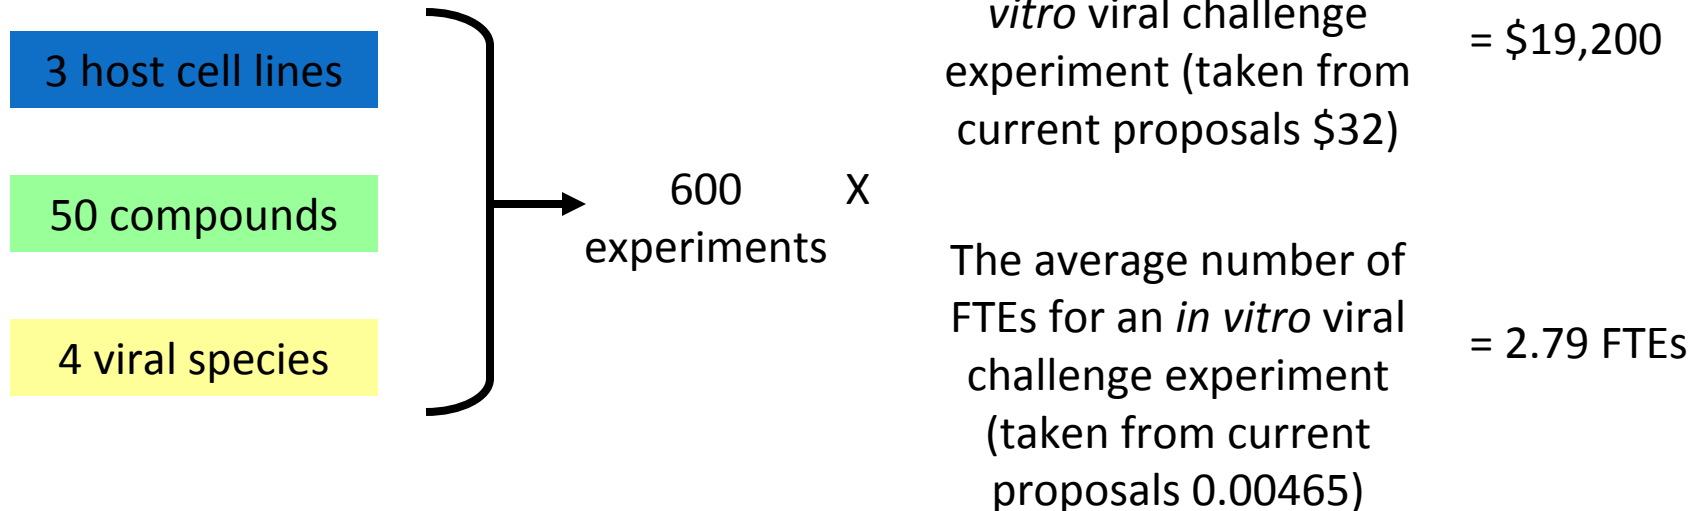 3 host cell lines
50 compounds
4 viral species
600
experiments
X
vitro viral challenge
experiment (taken from
current proposals $32)
= $19,200
The average number of
FTEs for an in vitro viral
challenge experiment
(taken from current
proposals 0.00465)
= 2.79 FTEs